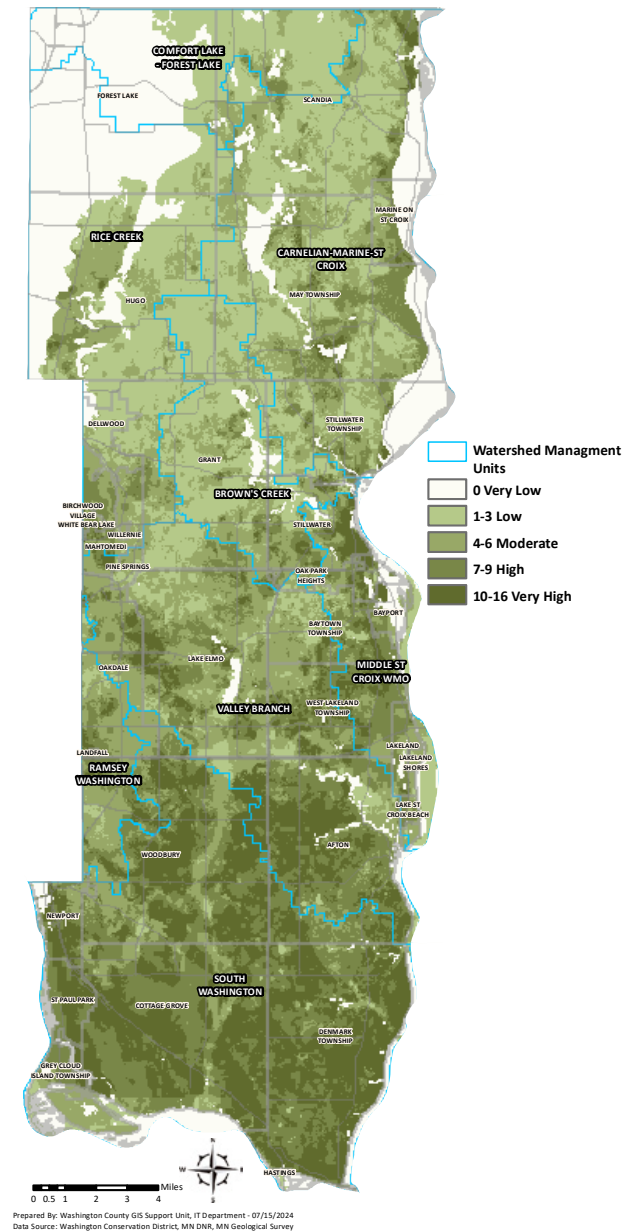 COMFORT LAKE
- FOREST LAKE
FOREST LAKE
SCANDIA
MARINE ON
ST CROIX
RICE CREEK
CARNELIAN-MARINE-ST
CROIX
MAY TOWNSHIP
HUGO
DELLWOOD
STILLWATER
TOWNSHIP
GRANT
BROWN'S CREEK
BIRCHWOOD
VILLAGE
WHITE BEAR LAKE
STILLWATER
WILLERNIE
MAHTOMEDI
PINE SPRINGS
OAK PARK
HEIGHTS
BAYPORT
BAYTOWN
TOWNSHIP
LAKE ELMO
MIDDLE ST
CROIX WMO
OAKDALE
VALLEY BRANCH
WEST LAKELAND
TOWNSHIP
LANDFALL
LAKELAND
LAKELAND
SHORES
RAMSEY
WASHINGTON
LAKE ST
CROIX BEACH
AFTON
WOODBURY
NEWPORT
SOUTH
WASHINGTON
ST PAUL PARK
COTTAGE GROVE
DENMARK
TOWNSHIP
GREY CLOUD
ISLAND TOWNSHIP
HASTINGS
Watershed Managment
Units
0 Very Low
1-3 Low
4-6 Moderate
7-9 High
10-16 Very High
N
W E
S
Miles
0 0.5 1 2 3 4
Prepared By: Washington County GIS Support Unit, IT Department - 07/15/2024
Data Source: Washington Conservation District, MN DNR, MN Geological Survey